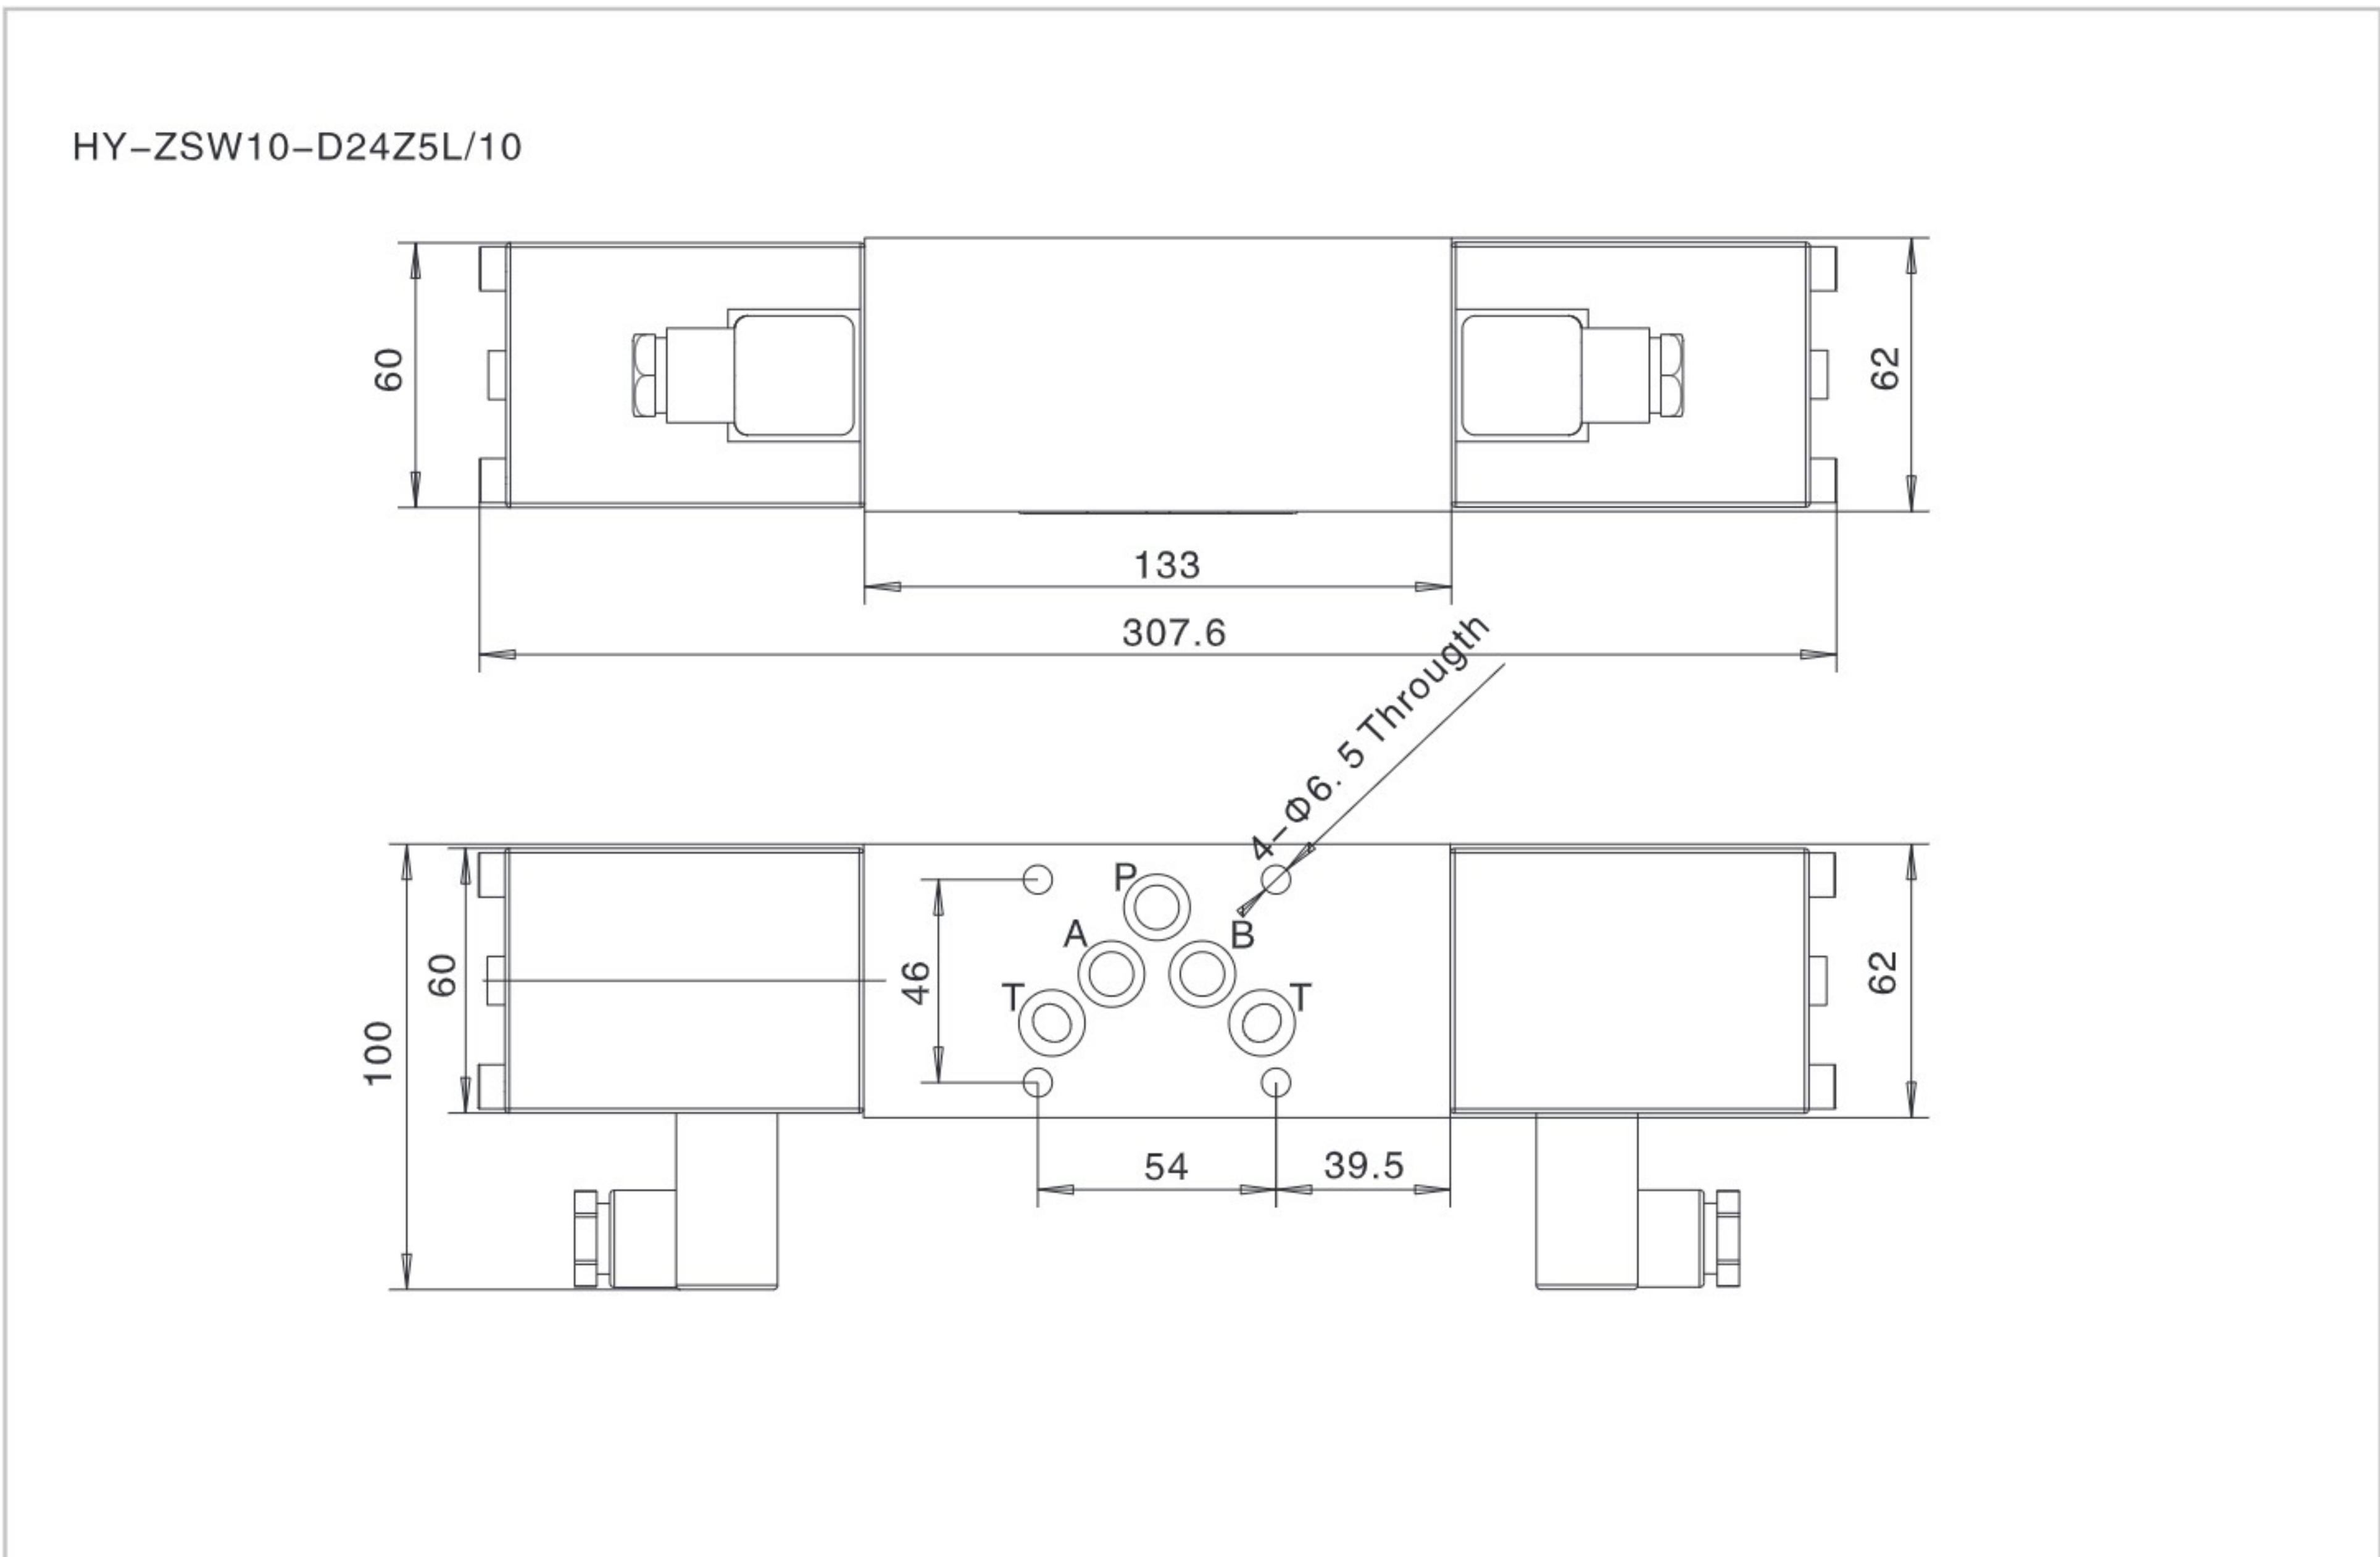 HY-ZSW10-D24Z5L/10
60
62
133
307.6
4-Φ6. 5 Througth
P
A
B
60
46
62
T
T
100
54
39.5